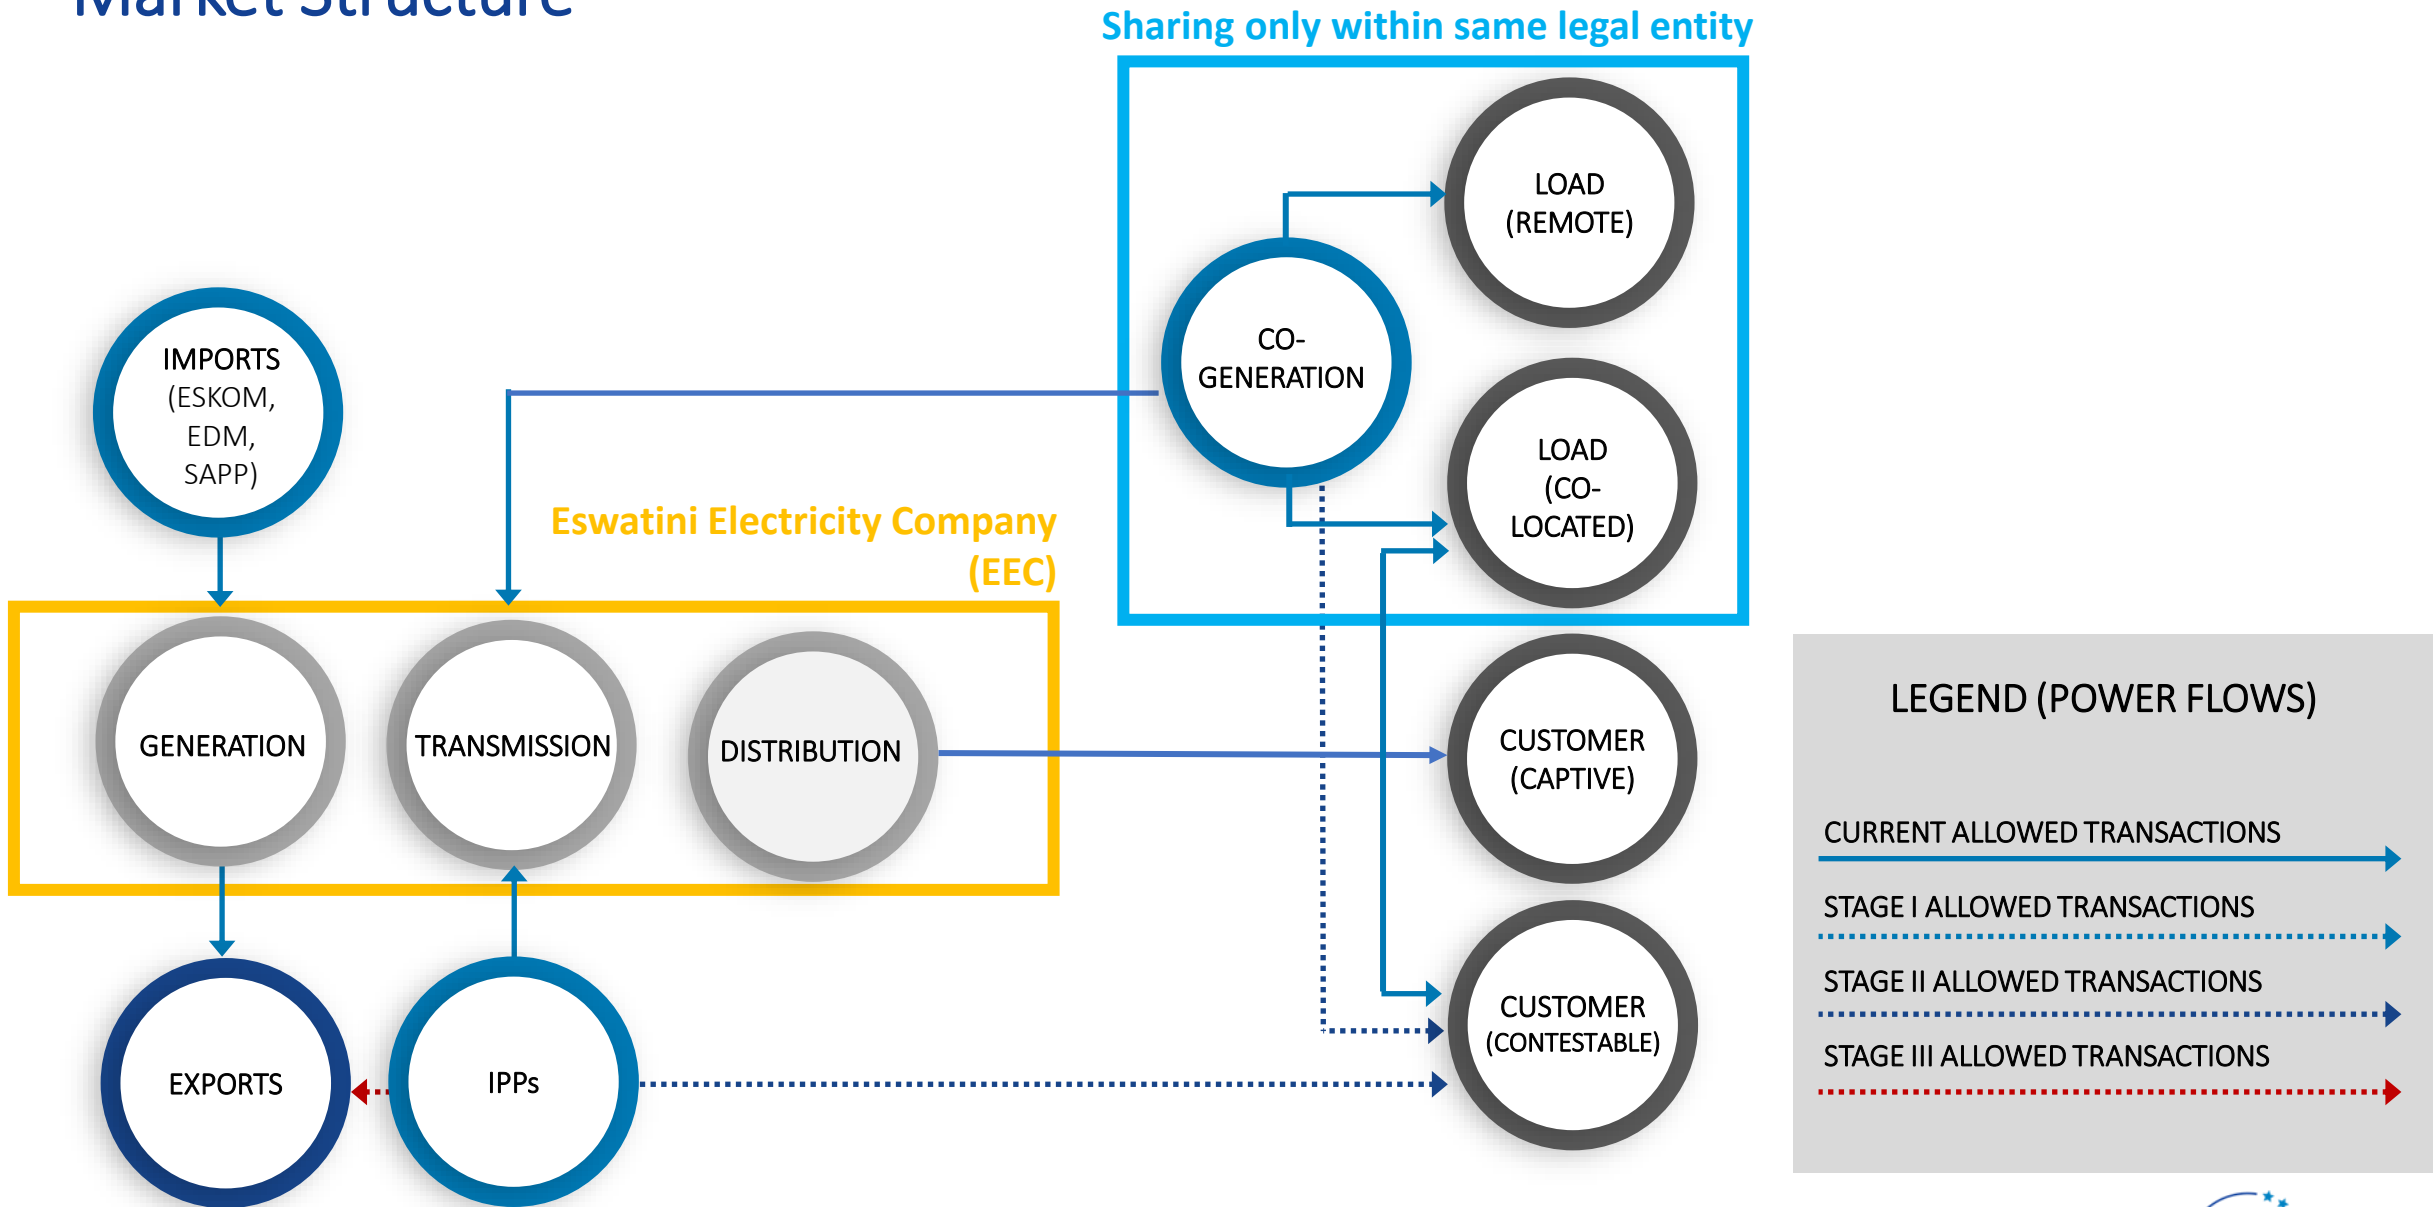 Market Structure
Sharing only within same legal entity
LOAD
(REMOTE)
CO-
GENERATION
IMPORTS
(ESKOM,
EDM,
SAPP)
LOAD
(CO-
LOCATED)
Eswatini Electricity Company
(EEC)
GENERATION
TRANSMISSION
DISTRIBUTION
CUSTOMER
(CAPTIVE)
EXPORTS
IPPs
CUSTOMER
(CONTESTABLE)
LEGEND (POWER FLOWS)
CURRENT ALLOWED TRANSACTIONS
STAGE I ALLOWED TRANSACTIONS
STAGE II ALLOWED TRANSACTIONS
STAGE III ALLOWED TRANSACTIONS